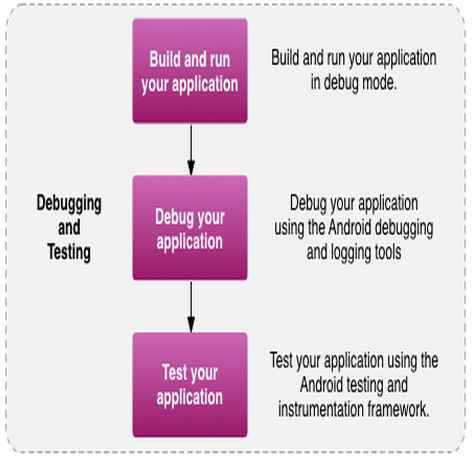 Build and run
your application
Build and run your application
in debug mode.
Debugging
and
Testing
Debug your
application
Debug your application
using the Android debugging
and logging tools
Test your
application
Test your application using the
Android testing and
instrumentation framework.